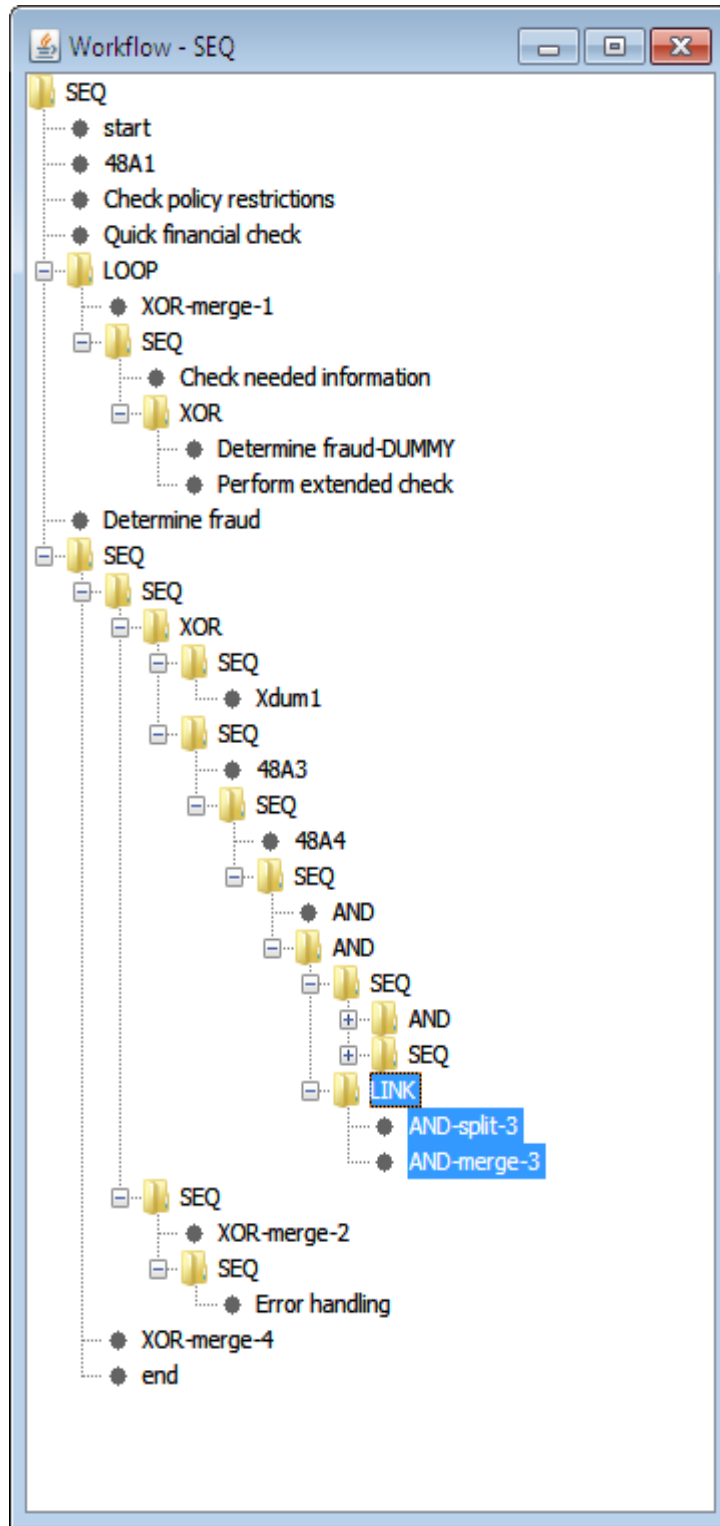 Workflow - SEQ
SEQ
start
48A1
Check policy restrictions
Quick financial check
LOOP
XOR-merge-1
SEQ
Check needed information
XOR
Determine fraud-DUMMY
Perform extended check
Determine fraud
SEQ
SEQ
XOR
SEQ
Xdum1
SEQ
48A3
SEQ
48A4
SEQ
AND
AND
SEQ
AND
SEQ
LINK
AND-split-3
AND-merge-3
SEQ
XOR-merge-2
SEQ
Error handling
XOR-merge-4
end